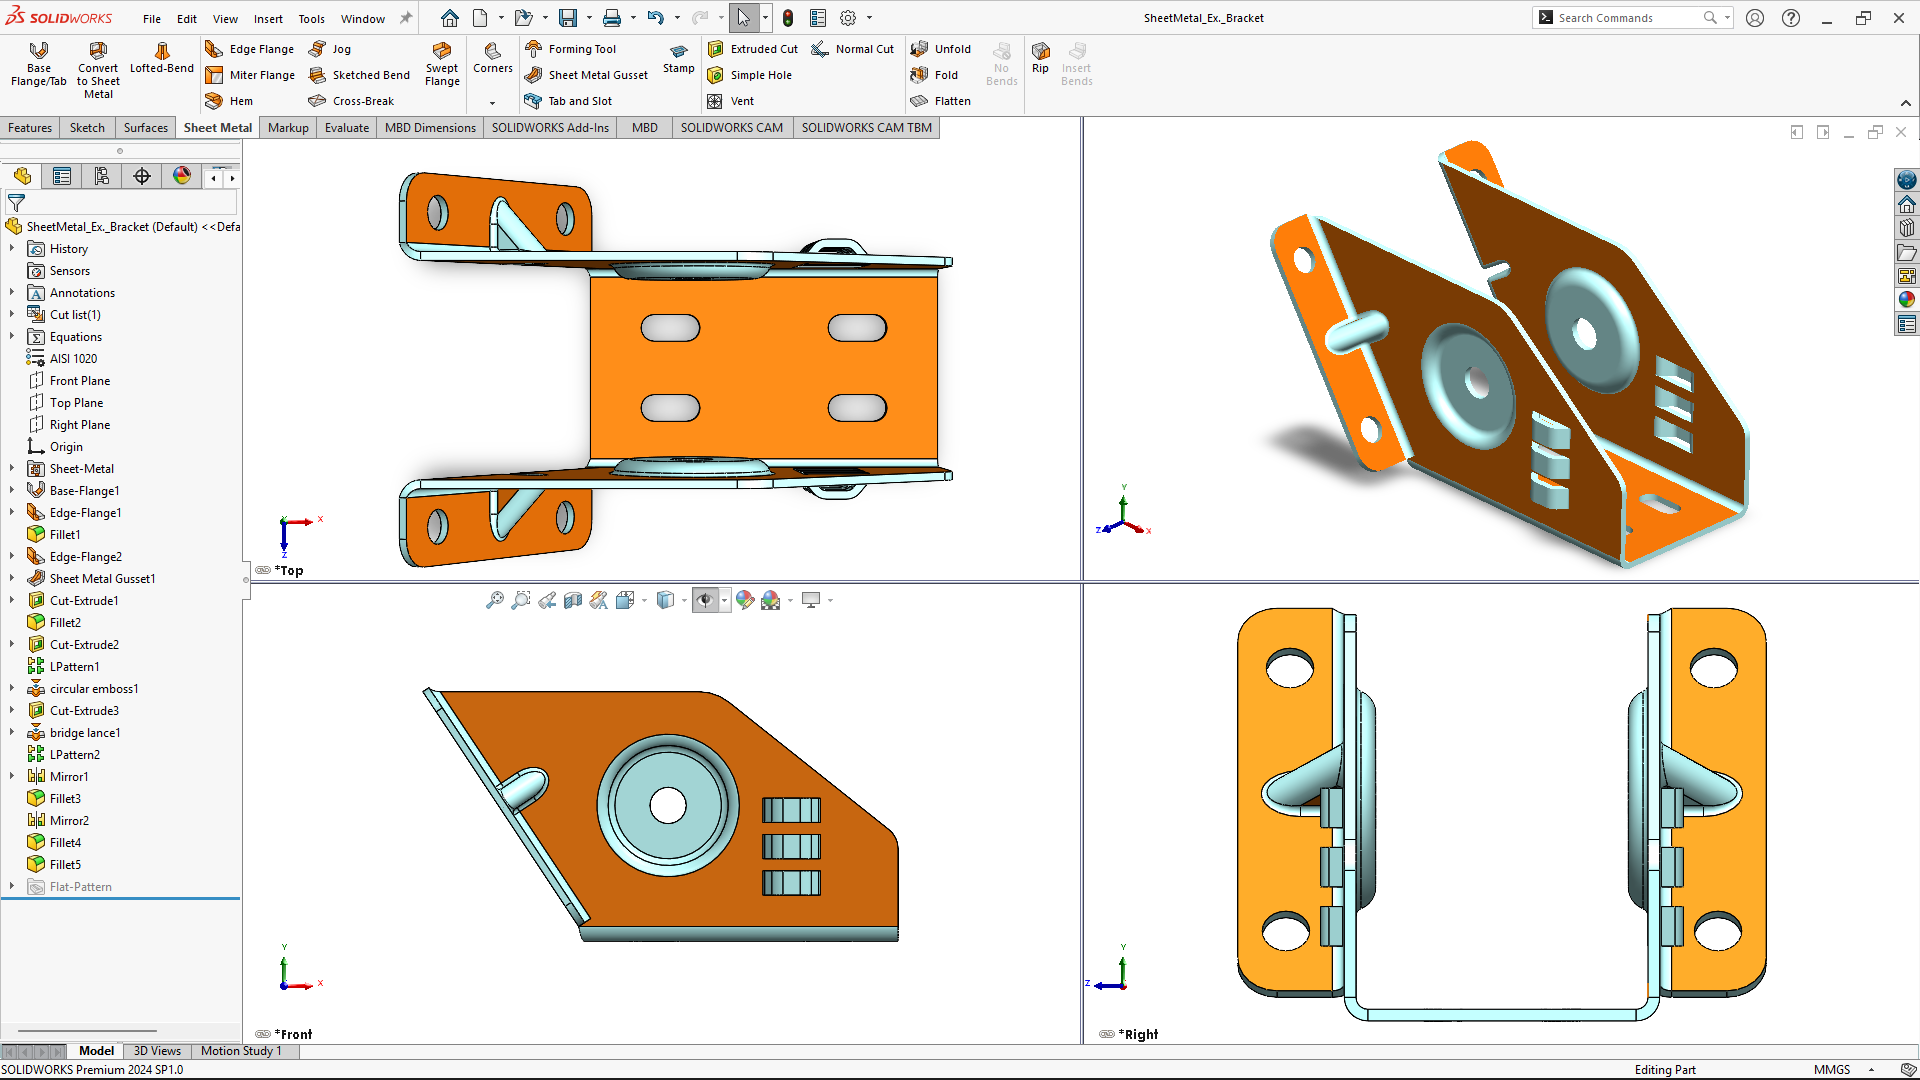 SOLIDWORKS File Edit View Insert Tools Window SheetMetal_Ex._Bracket Search Commands
Base Flange/Tab
Convert to Sheet Metal
Lofted-Bend
Edge Flange
Miter Flange
Hem
Jog
Sketched Bend
Cross-Break
Swept Flange
Corners
Forming Tool
Sheet Metal Gusset
Tab and Slot
Stamp
Extruded Cut
Simple Hole
Vent
Normal Cut
Unfold
Fold
Flatten
No Bends
Rip
Insert Bends
Features Sketch Surfaces Sheet Metal Markup Evaluate MBD Dimensions SOLIDWORKS Add-Ins MBD SOLIDWORKS CAM SOLIDWORKS CAM TBM
SheetMetal_Ex._Bracket (Default) <<Defa
History
Sensors
Annotations
Cut list(1)
Equations
AISI 1020
Front Plane
Top Plane
Right Plane
Origin
Sheet-Metal
Base-Flange1
Edge-Flange1
Fillet1
Edge-Flange2
Sheet Metal Gusset1
Cut-Extrude1
Fillet2
Cut-Extrude2
LPattern1
circular emboss1
Cut-Extrude3
bridge lance1
LPattern2
Mirror1
Fillet3
Mirror2
Fillet4
Fillet5
Flat-Pattern
Y X
Z
*Top
Y
Z X
Y
X
*Front
Y
Z
*Right
Model 3D Views Motion Study 1
SOLIDWORKS Premium 2024 SP1.0 Editing Part MMGS